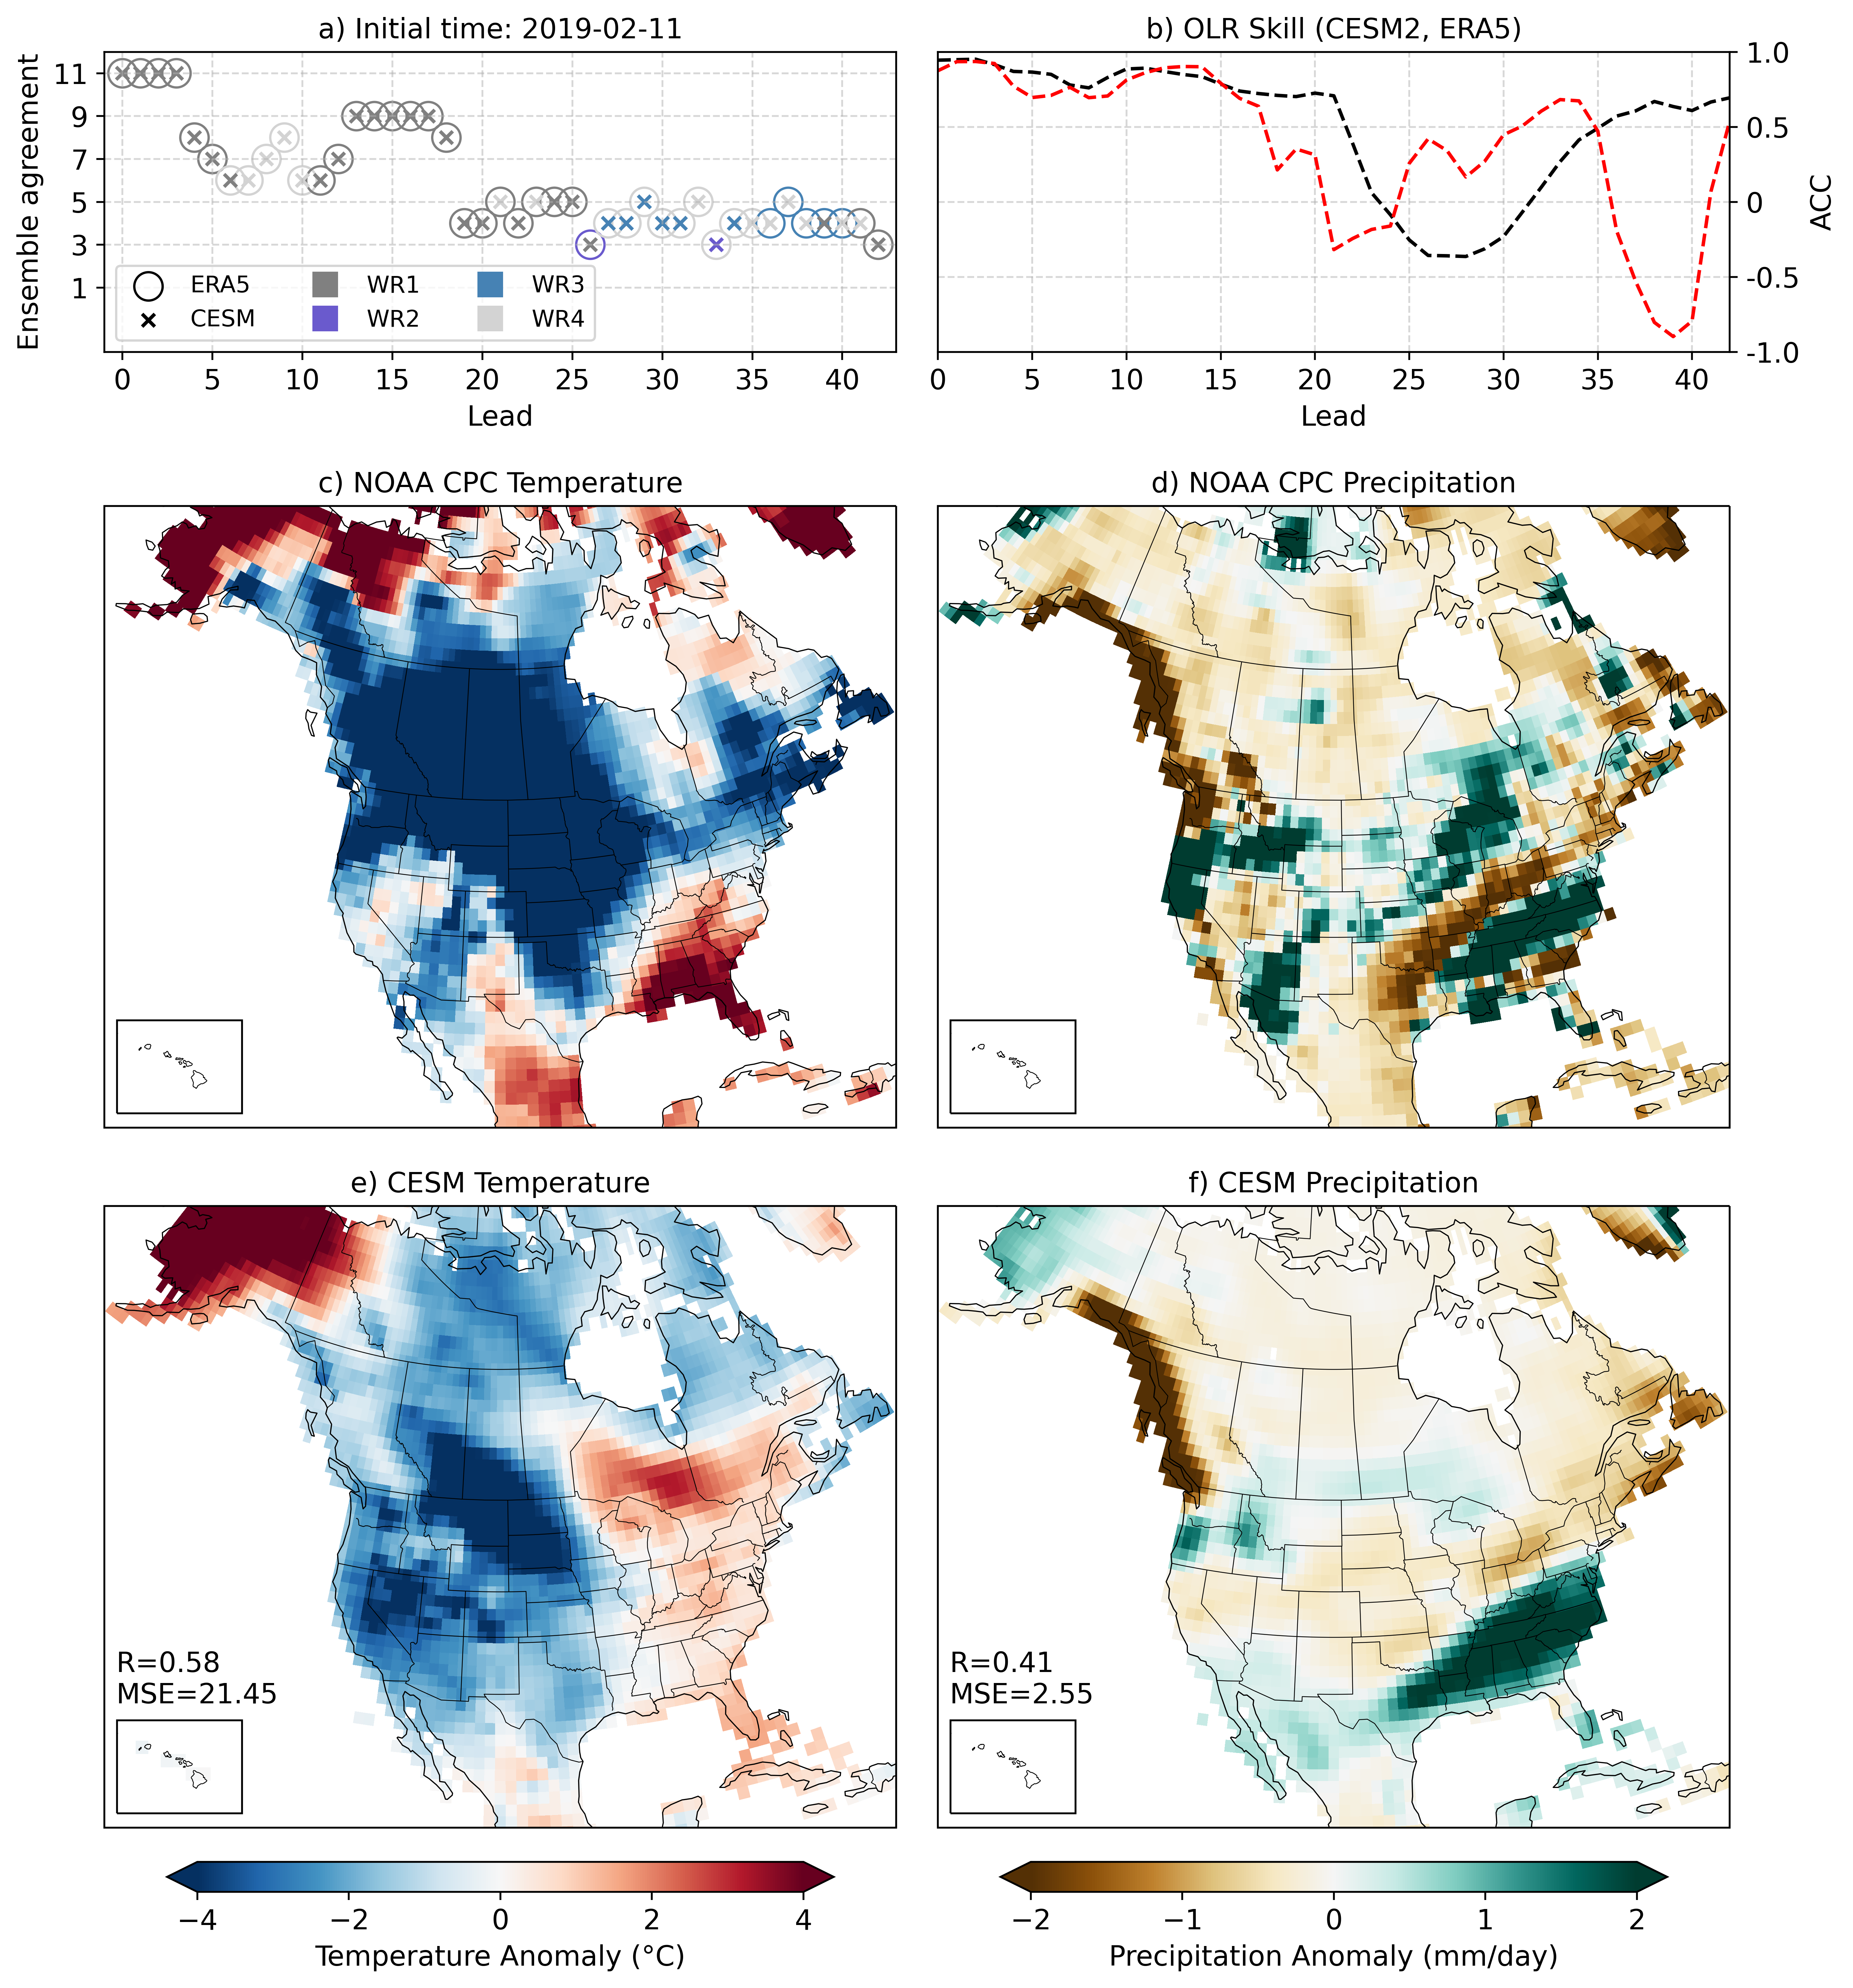 a) Initial time: 2019-02-11
b) OLR Skill (CESM2, ERA5)
Ensemble agreement
11
9
7
5
3
1
ERA5
CESM
WR1
WR2
WR3
WR4
0 5 10 15 20 25 30 35 40
Lead
1.0
0.5
0
-0.5
-1.0
ACC
0 5 10 15 20 25 30 35 40
Lead
c) NOAA CPC Temperature
d) NOAA CPC Precipitation
e) CESM Temperature
R=0.58
MSE=21.45
f) CESM Precipitation
R=0.41
MSE=2.55
−4 −2 0 2 4
Temperature Anomaly (°C)
−2 −1 0 1 2
Precipitation Anomaly (mm/day)